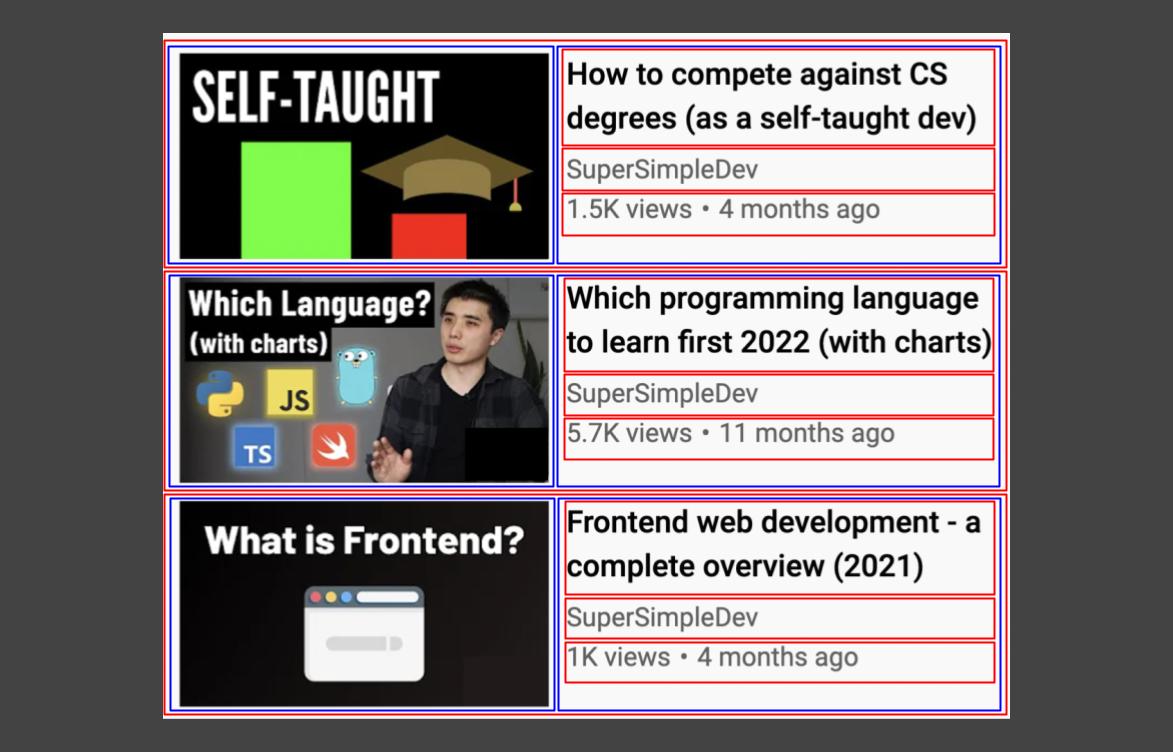 SELF-TAUGHT
How to compete against CS
degrees (as a self-taught dev)
SuperSimpleDev
1.5K views • 4 months ago
Which Language?
(with charts)
JS
TS
Which programming language
to learn first 2022 (with charts)
SuperSimpleDev
5.7K views • 11 months ago
What is Frontend?
Frontend web development - a
complete overview (2021)
SuperSimpleDev
1K views • 4 months ago